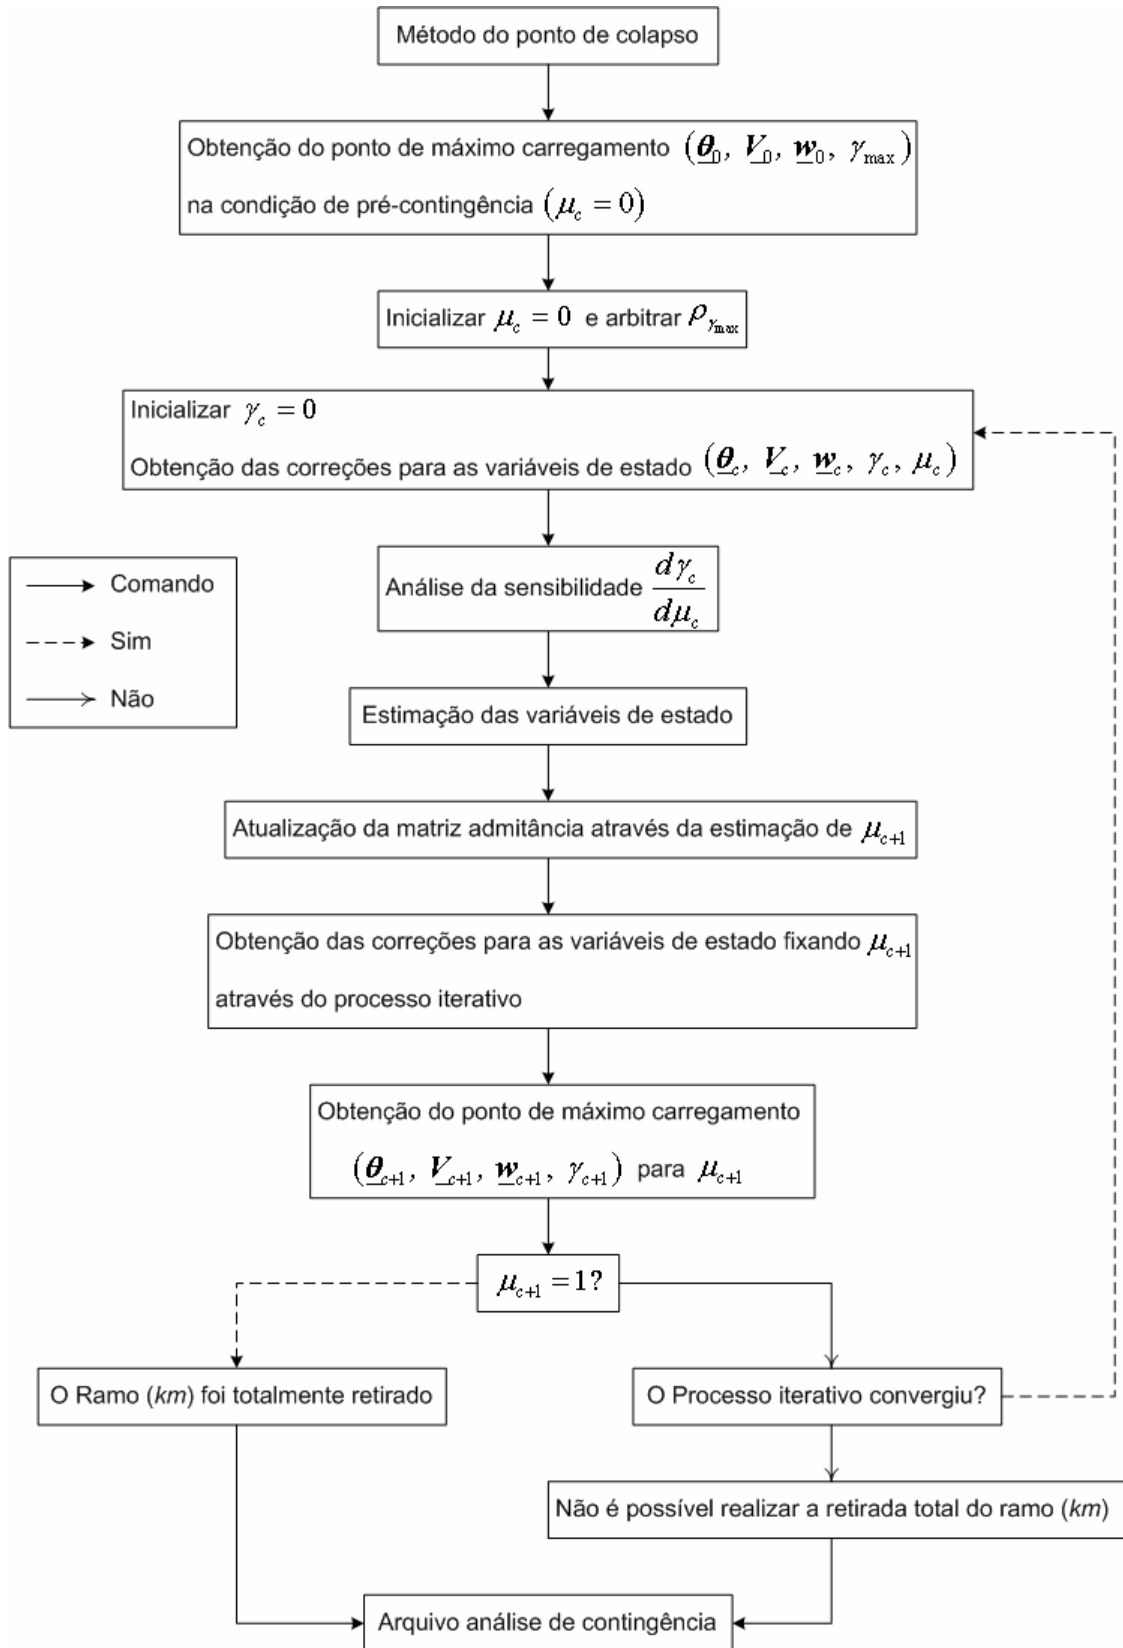 Método do ponto de colapso
Obtenção do ponto de máximo carregamento (θ₀, V₀, w₀, γmax)
na condição de pré-contingência (μc = 0)
Inicializar μc = 0 e arbitrar ργmax
Inicializar γc = 0
Obtenção das correções para as variáveis de estado (θc, Vc, wc, γc, μc)
Análise da sensibilidade dγc/dμc
Comando
Sim
Não
Estimação das variáveis de estado
Atualização da matriz admitância através da estimação de μc+1
Obtenção das correções para as variáveis de estado fixando μc+1
através do processo iterativo
Obtenção do ponto de máximo carregamento
(θc+1, Vc+1, wc+1, γc+1) para μc+1
μc+1 = 1?
O Ramo (km) foi totalmente retirado
O Processo iterativo convergiu?
Não é possível realizar a retirada total do ramo (km)
Arquivo análise de contingência